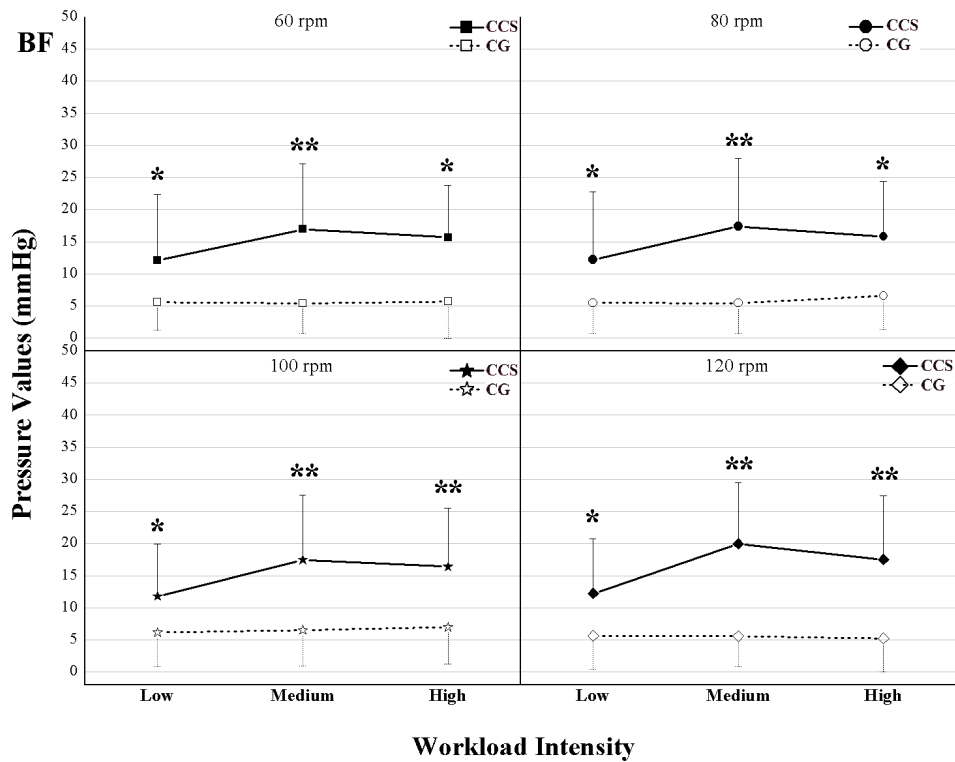 BF
60 rpm
CCS
CG
80 rpm
CCS
CG
50
45
40
35
30
25
20
15
10
5
0
**
*
*
**
*
*
100 rpm
CCS
CG
120 rpm
CCS
CG
50
45
40
35
30
25
20
15
10
5
0
**
**
*
**
**
*
Pressure Values (mmHg)
Low Medium High Low Medium High
Workload Intensity